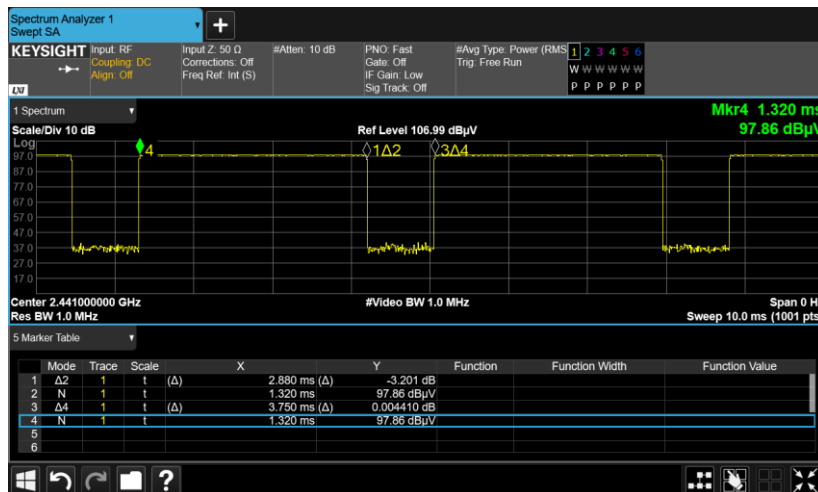 Spectrum Analyzer 1
Swept SA
+
KEYSIGHT Input: RF Input Z: 50 Ω #Atten: 10 dB PNO: Fast #Avg Type: Power (RMS 1 2 3 4 5 6
Coupling: DC Corrections: Off Gate: Off Trig: Free Run
Align: Off Freq Ref: Int (S) IF Gain: Low W W W W W W
LXI Sig Track: Off P P P P P P
1 Spectrum Mkr4 1.320 ms
Scale/Div 10 dB Ref Level 106.99 dBµV 97.86 dBµV
Log
4 1Δ2 3Δ4
97.0
87.0
77.0
67.0
57.0
47.0
37.0
27.0
17.0
Center 2.441000000 GHz #Video BW 1.0 MHz Span 0 H
Res BW 1.0 MHz Sweep 10.0 ms (1001 pts
5 Marker Table
Mode Trace Scale X Y Function Function Width Function Value
1 Δ2 1 t (Δ) 2.880 ms (Δ) -3.201 dB
2 N 1 t 1.320 ms 97.86 dBµV
3 Δ4 1 t (Δ) 3.750 ms (Δ) 0.004410 dB
4 N 1 t 1.320 ms 97.86 dBµV
5
6
?